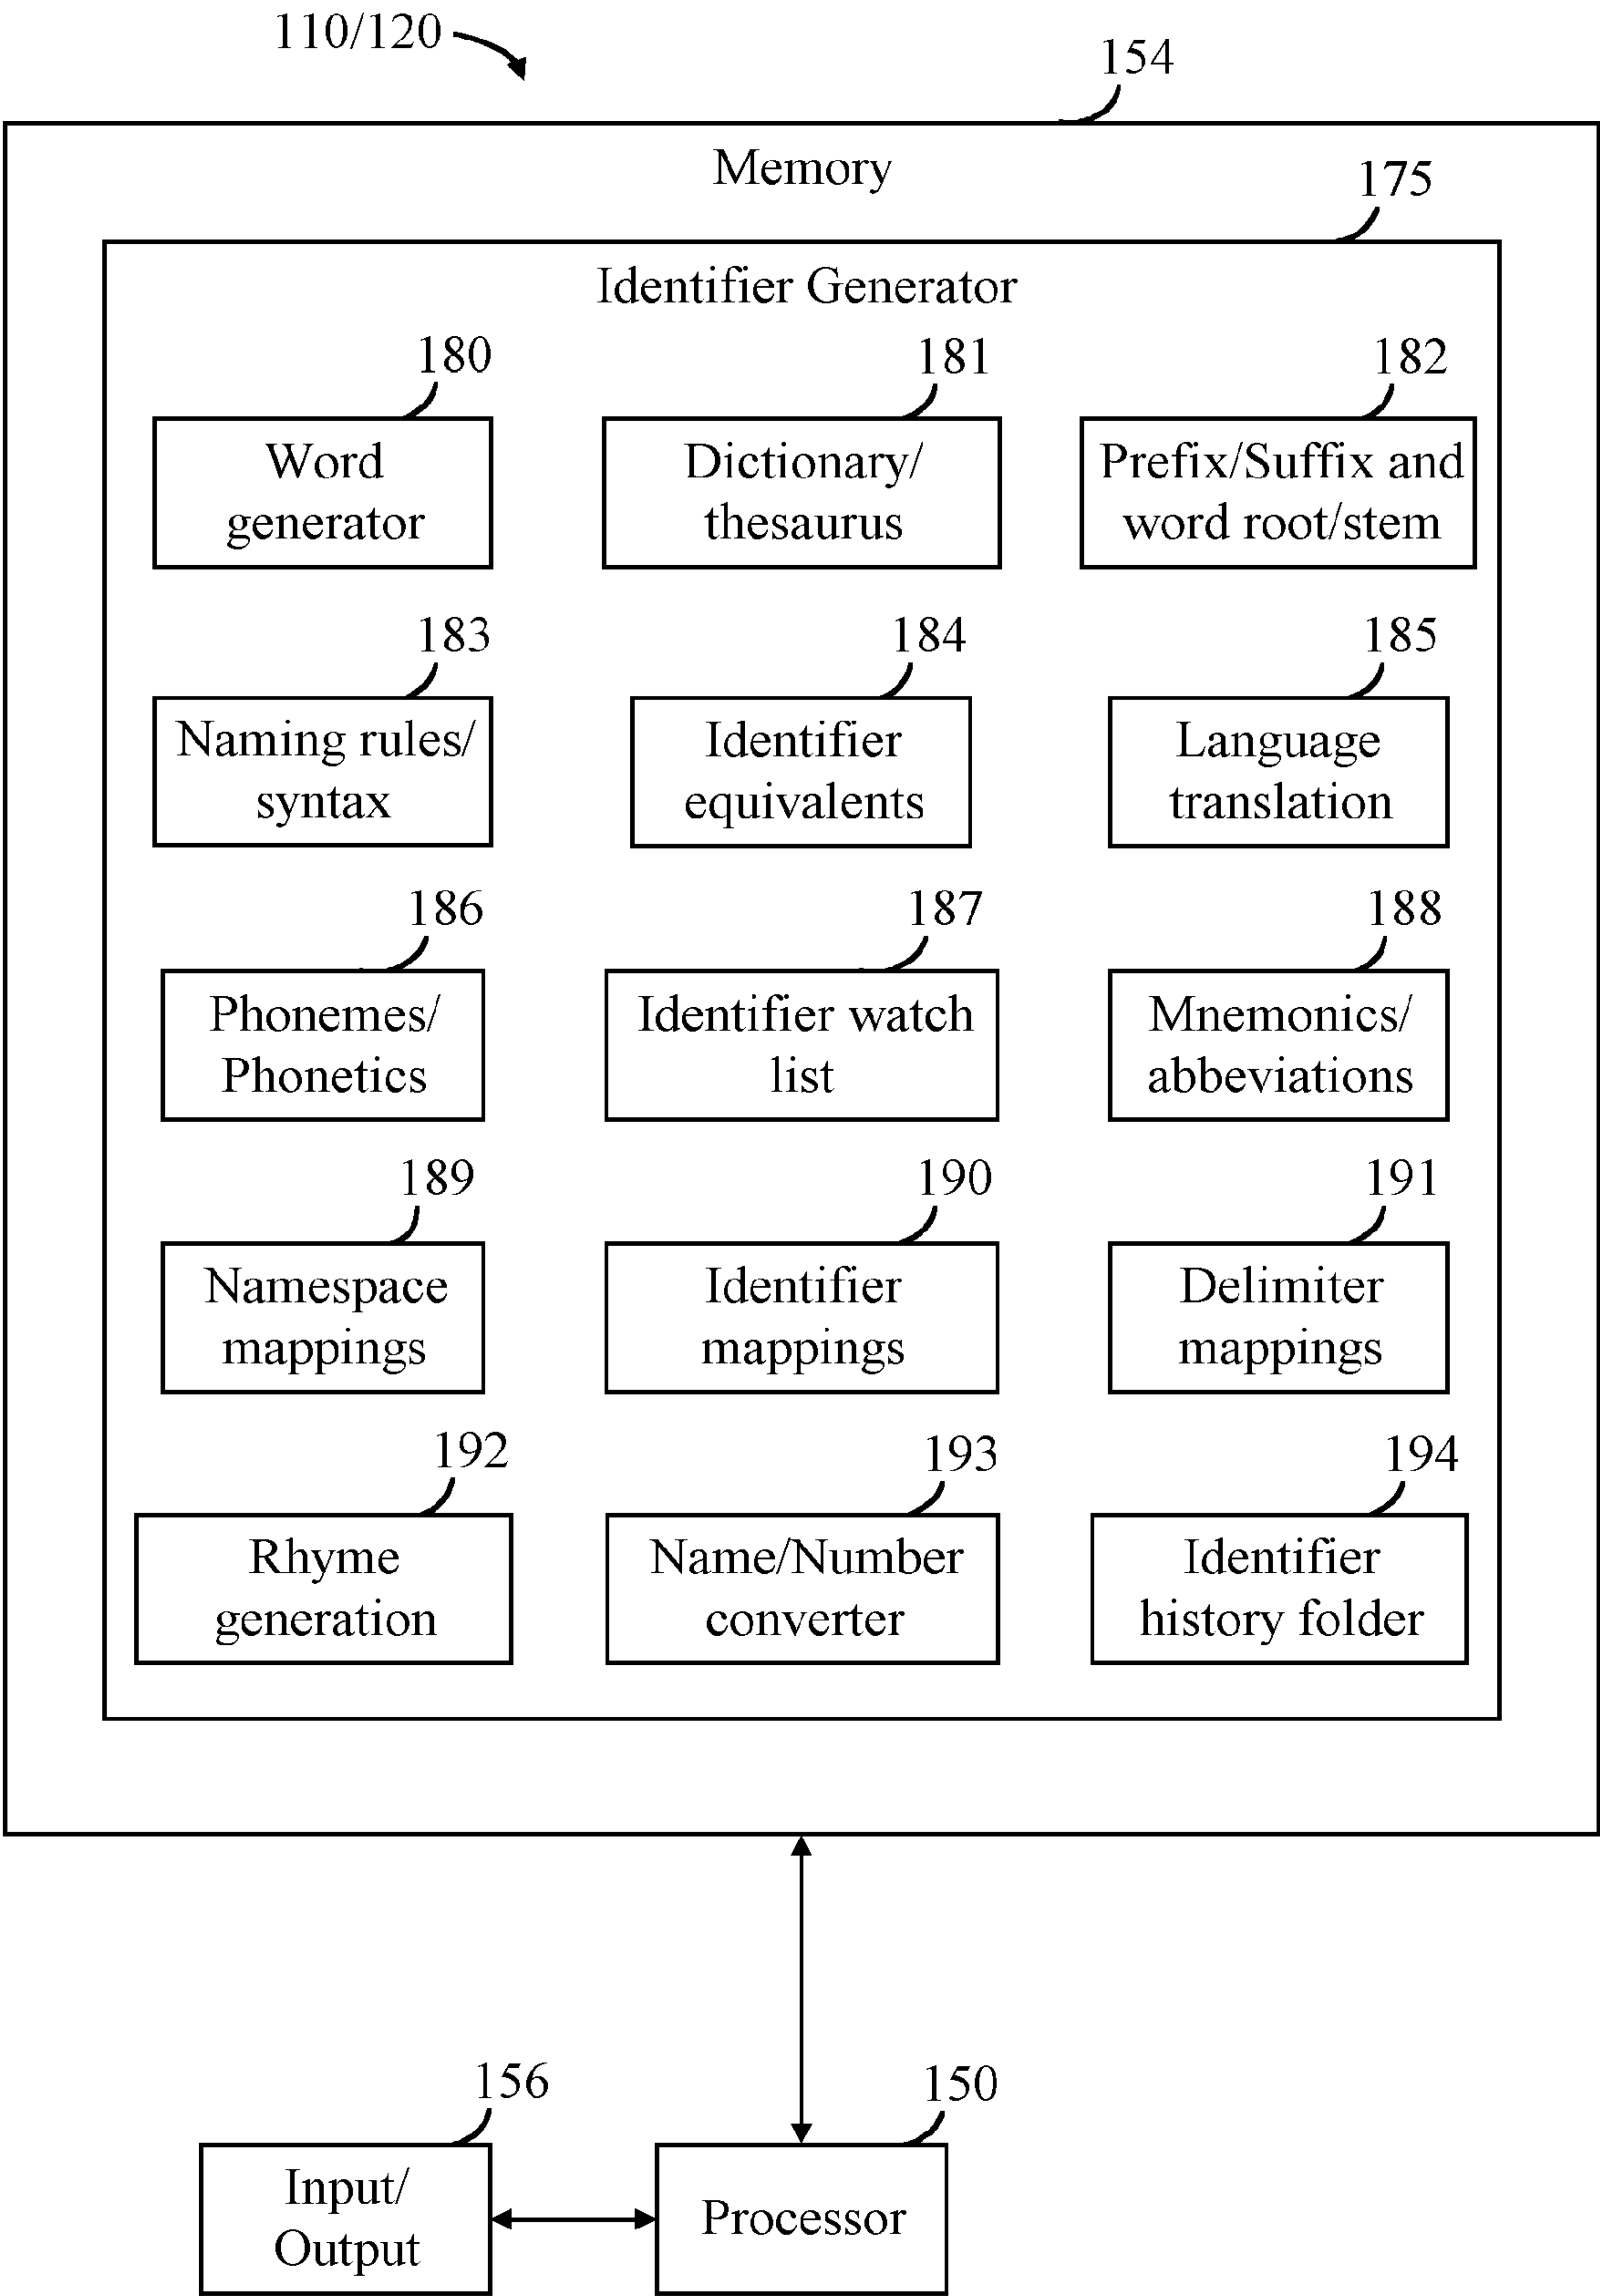 110/120
154
Memory
175
Identifier Generator
180
Word
generator
181
Dictionary/
thesaurus
182
Prefix/Suffix and
word root/stem
183
Naming rules/
syntax
184
Identifier
equivalents
185
Language
translation
186
Phonemes/
Phonetics
187
Identifier watch
list
188
Mnemonics/
abbeviations
189
Namespace
mappings
190
Identifier
mappings
191
Delimiter
mappings
192
Rhyme
generation
193
Name/Number
converter
194
Identifier
history folder
156
Input/
Output
150
Processor